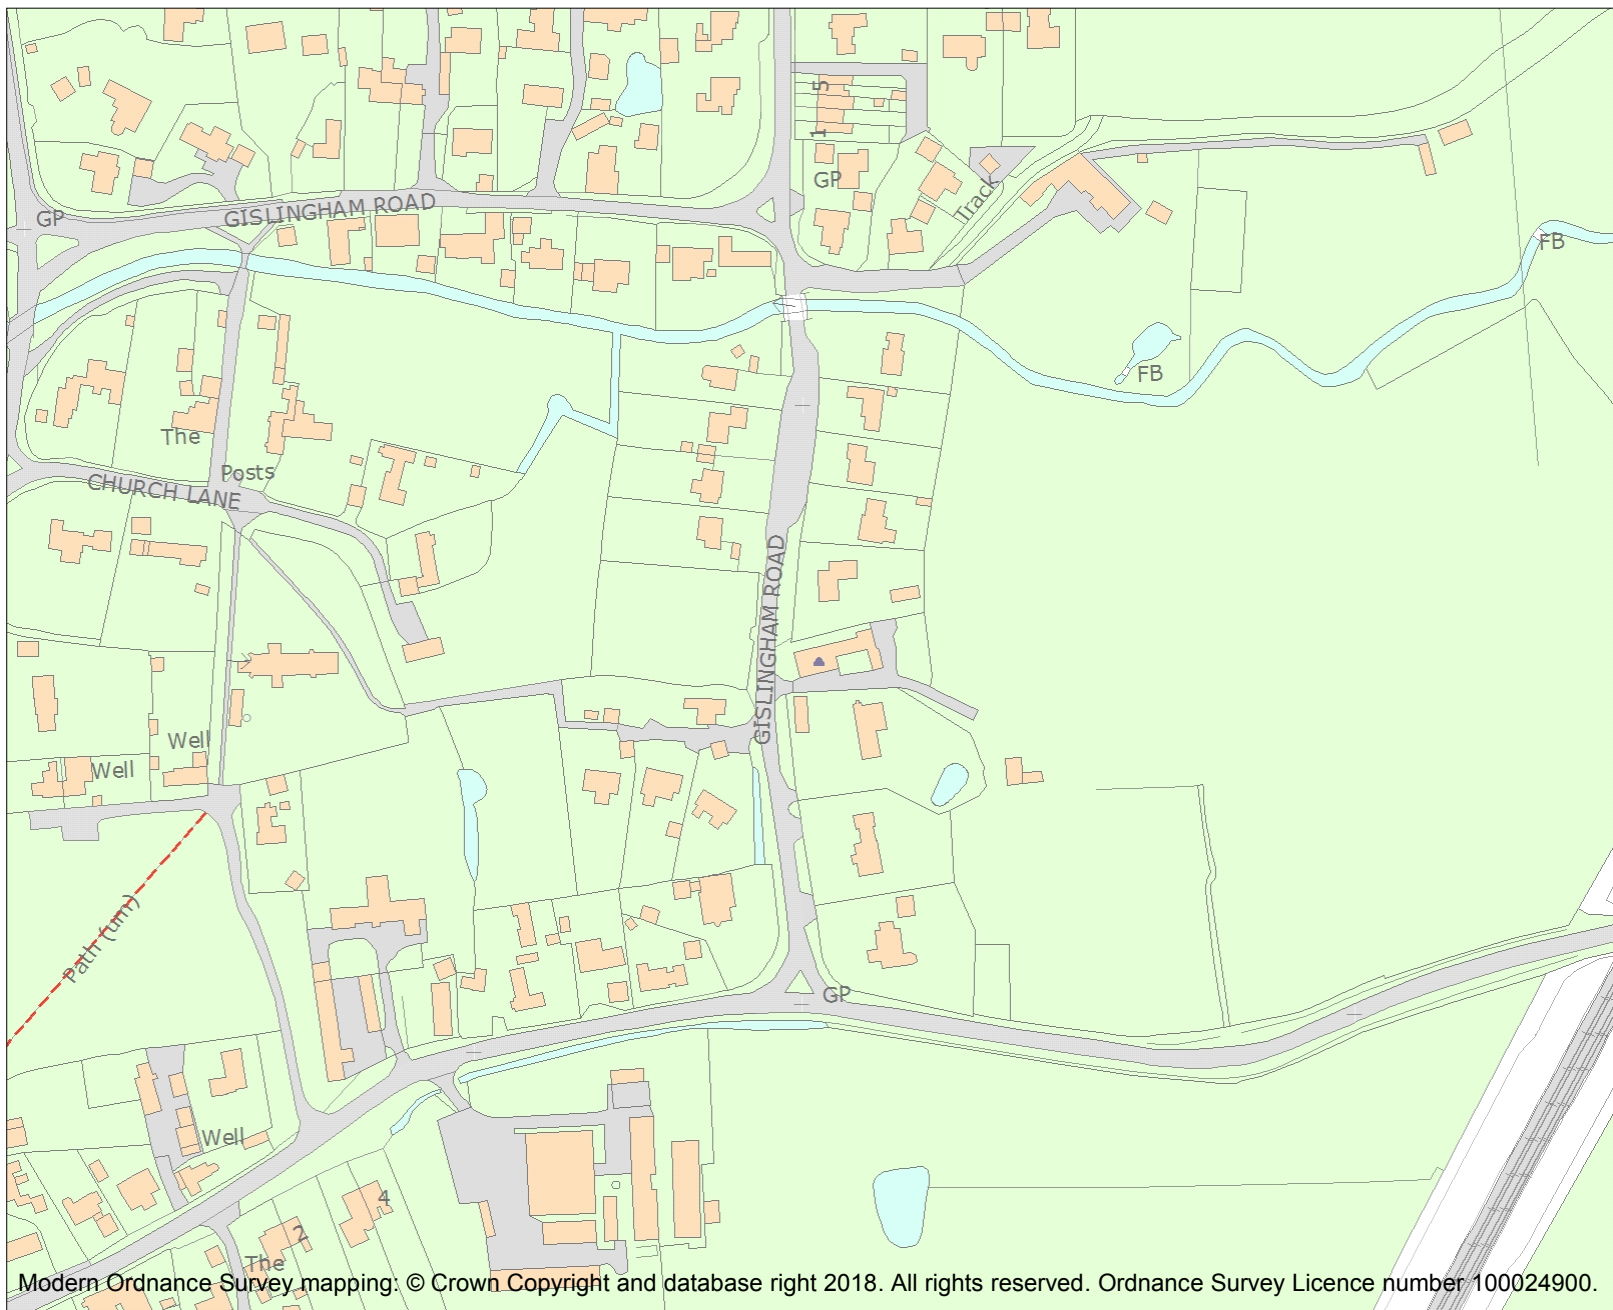 5
1
GP
Track
GP
GISLINGHAM ROAD
FB
FB
The
Posts
CHURCH LANE
GISLINGHAM ROAD
Well
Well
Path (um)
GP
Well
4
2
The
Modern Ordnance Survey mapping: © Crown Copyright and database right 2018. All rights reserved. Ordnance Survey Licence number 100024900.